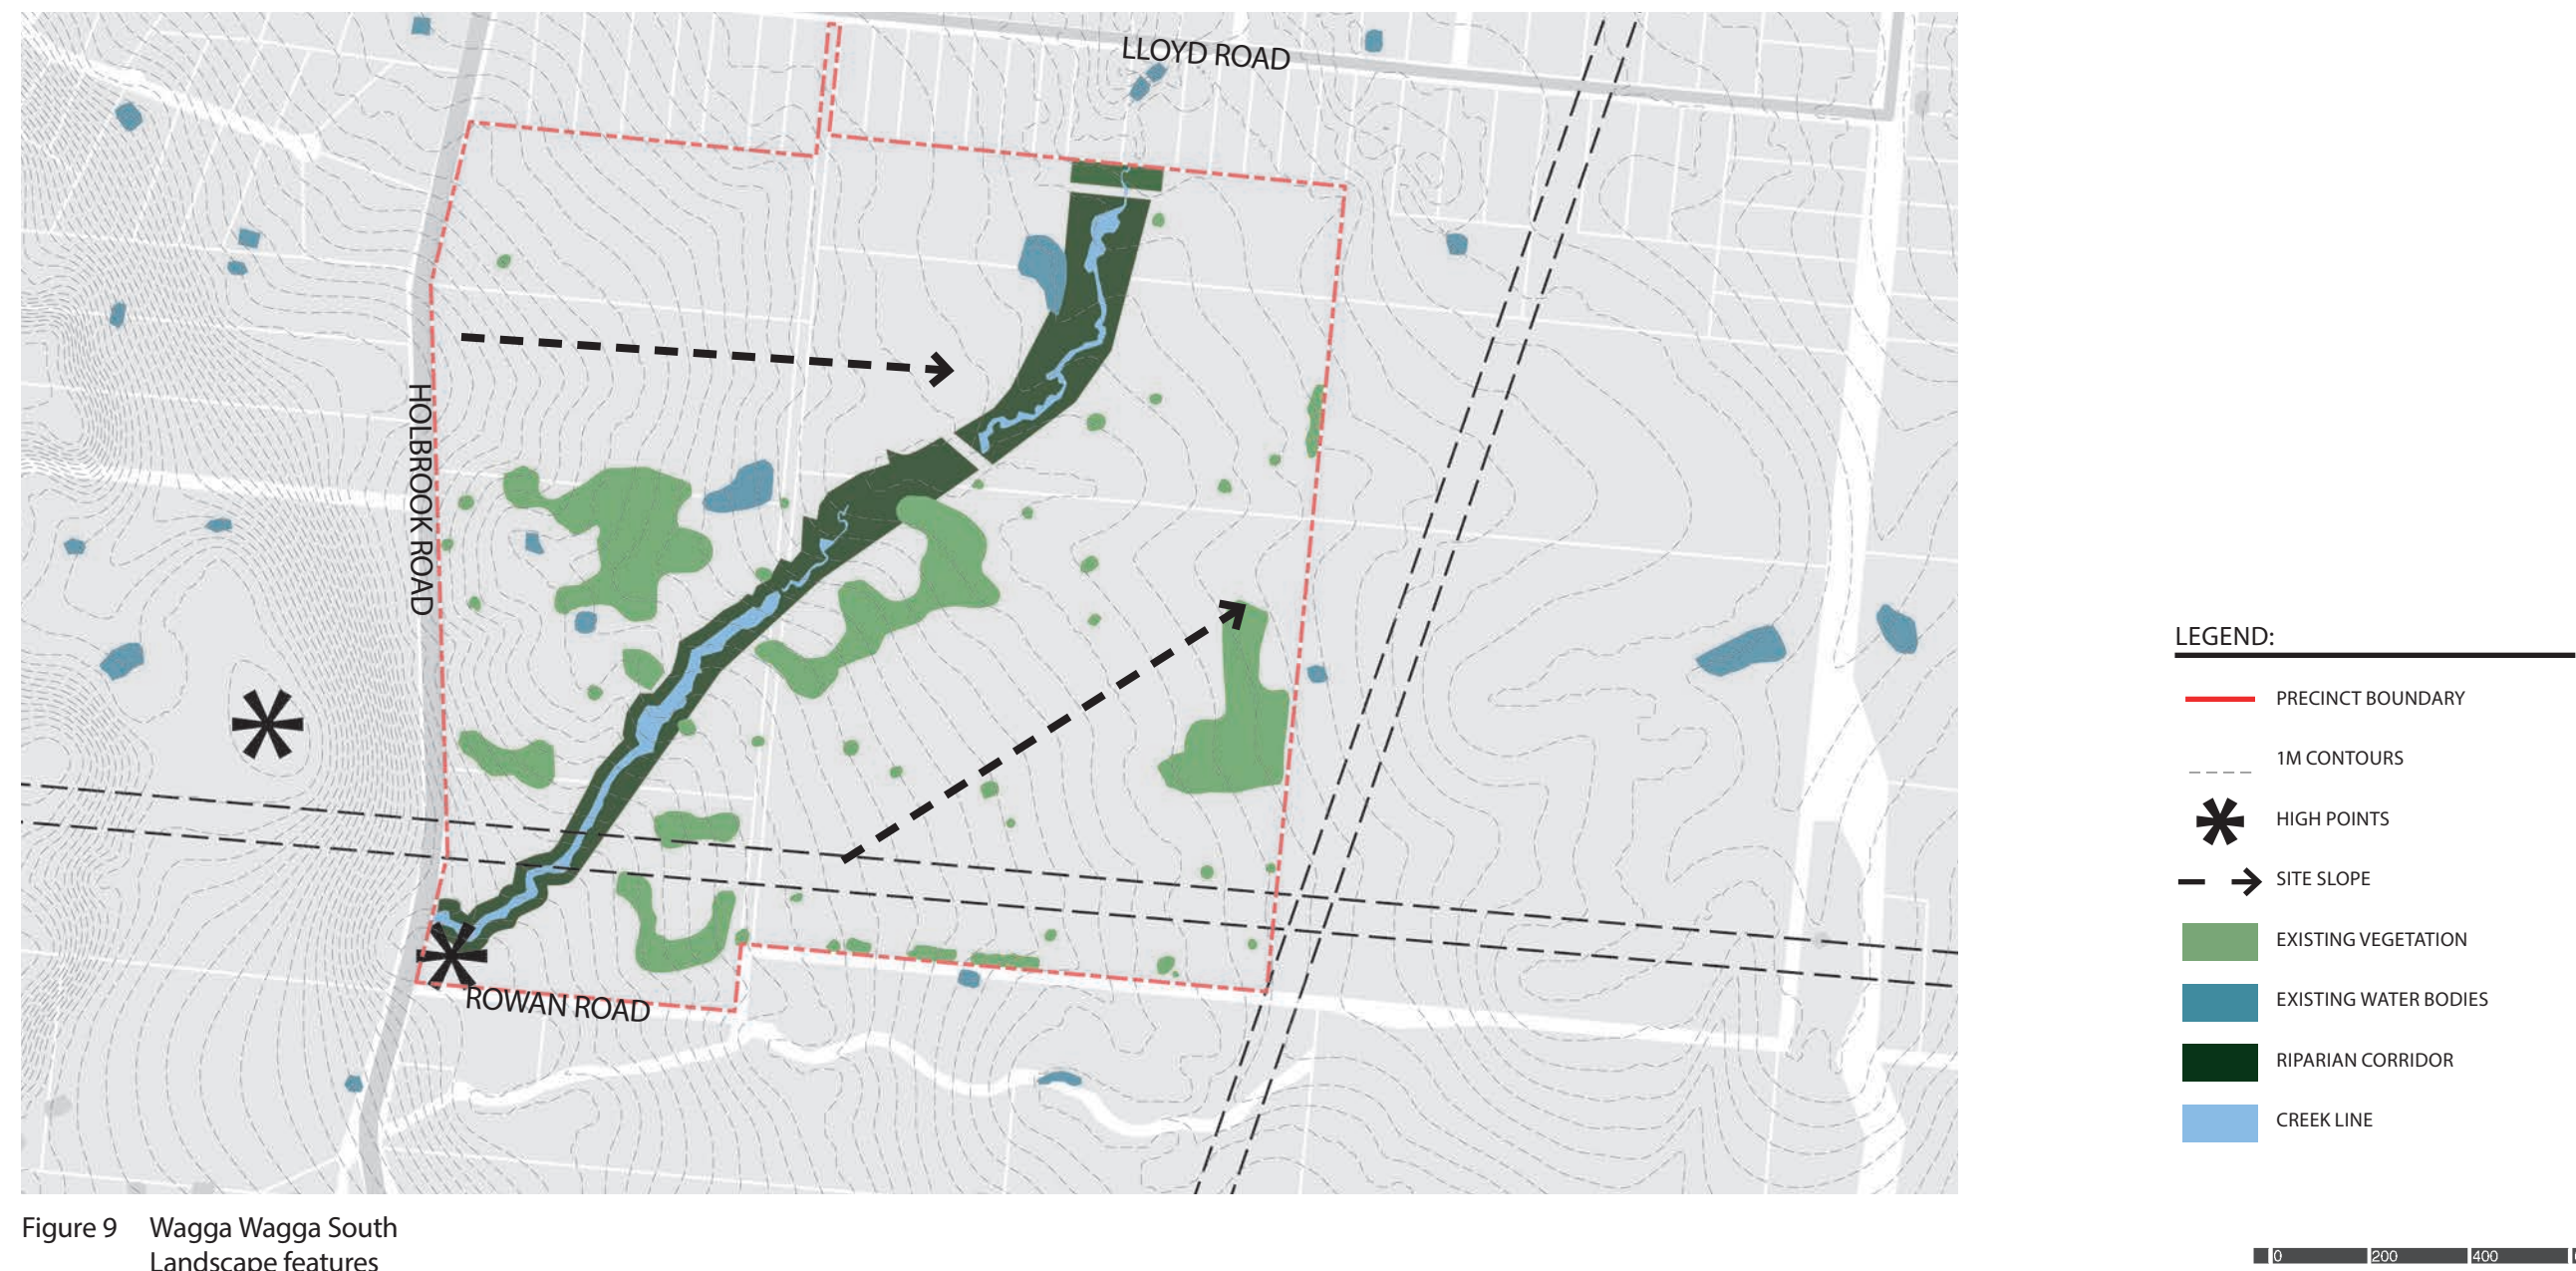 LLOYD ROAD
HOLBROOK ROAD
ROWAN ROAD
LEGEND:
PRECINCT BOUNDARY
1M CONTOURS
HIGH POINTS
SITE SLOPE
EXISTING VEGETATION
EXISTING WATER BODIES
RIPARIAN CORRIDOR
CREEK LINE
Figure 9 Wagga Wagga South
Landscape features
0 200 400